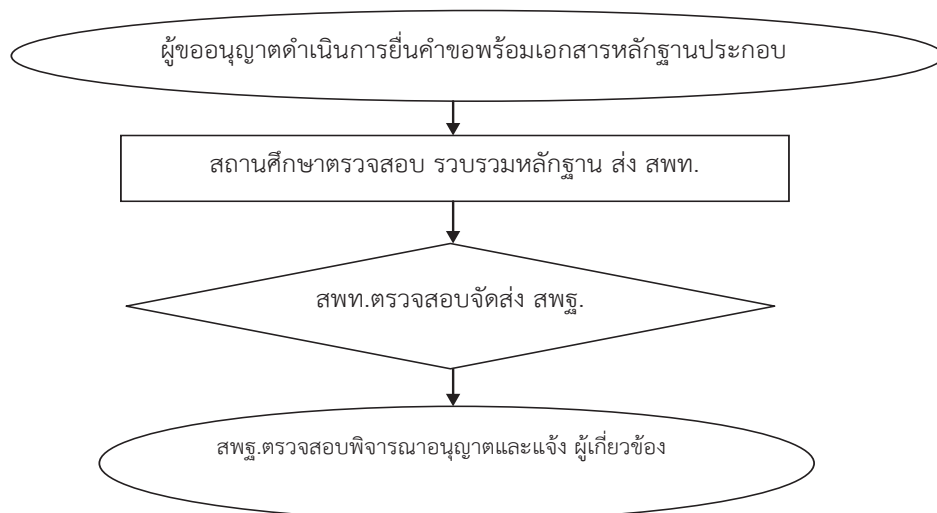 ผู้ขออนุญาตดำเนินการยื่นคำขอพร้อมเอกสารหลักฐานประกอบ
สถานศึกษาตรวจสอบ รวบรวมหลักฐาน ส่ง สพท.
สพท.ตรวจสอบจัดส่ง สพฐ.
สพฐ.ตรวจสอบพิจารณาอนุญาตและแจ้ง ผู้เกี่ยวข้อง